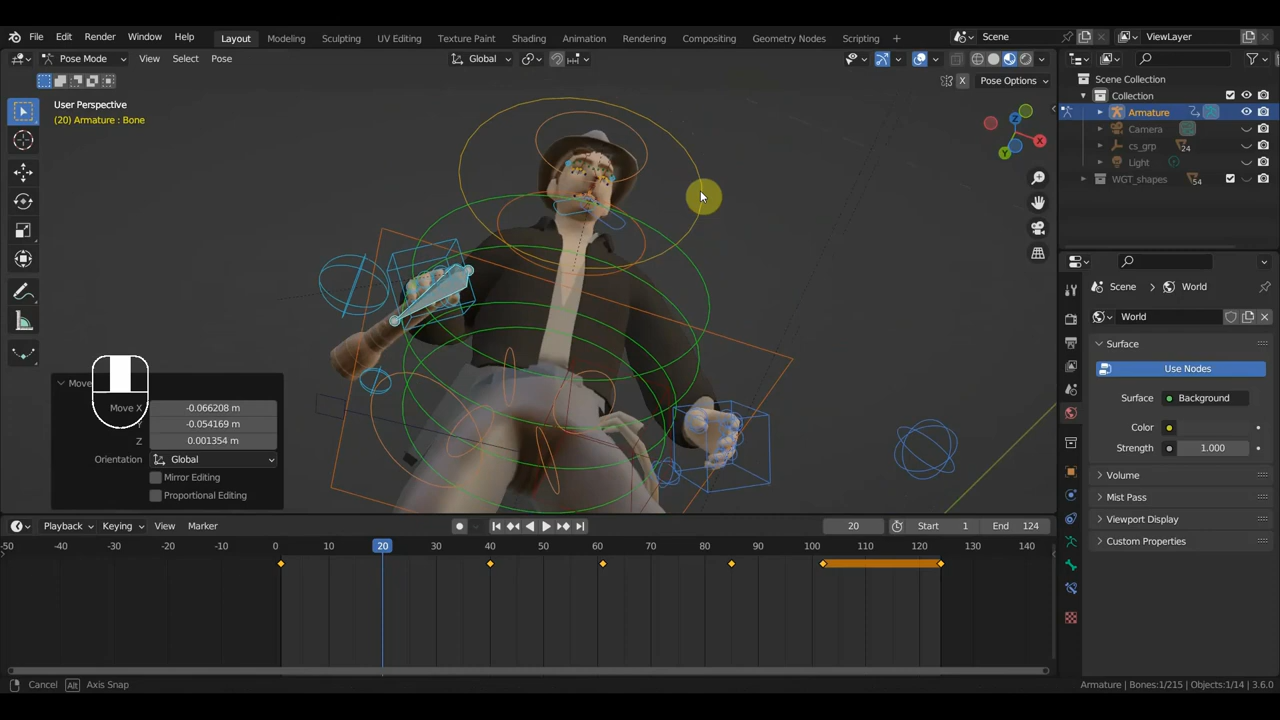 File Edit Render Window Help Layout Modeling Sculpting UV Editing Texture Paint Shading Animation Rendering Compositing Geometry Nodes Scripting + Scene ViewLayer
Pose Mode View Select Pose Global
X Pose Options
User Perspective
(20) Armature : Bone
Scene Collection
Collection
Armature
Camera
cs_grp 24
Light
WGT_shapes 54
Z
X
Y
Scene World
World
Surface
Use Nodes
Surface Background
Color
Strength 1.000
Volume
Mist Pass
Viewport Display
Custom Properties
Move
Move X -0.066208 m
-0.054169 m
Z 0.001354 m
Orientation Global
Mirror Editing
Proportional Editing
Playback Keying View Marker 20 Start 1 End 124
-50 -40 -30 -20 -10 0 10 20 30 40 50 60 70 80 90 100 110 120 130 140
Cancel Alt Axis Snap Armature | Bones:1/215 | Objects:1/14 | 3.6.0